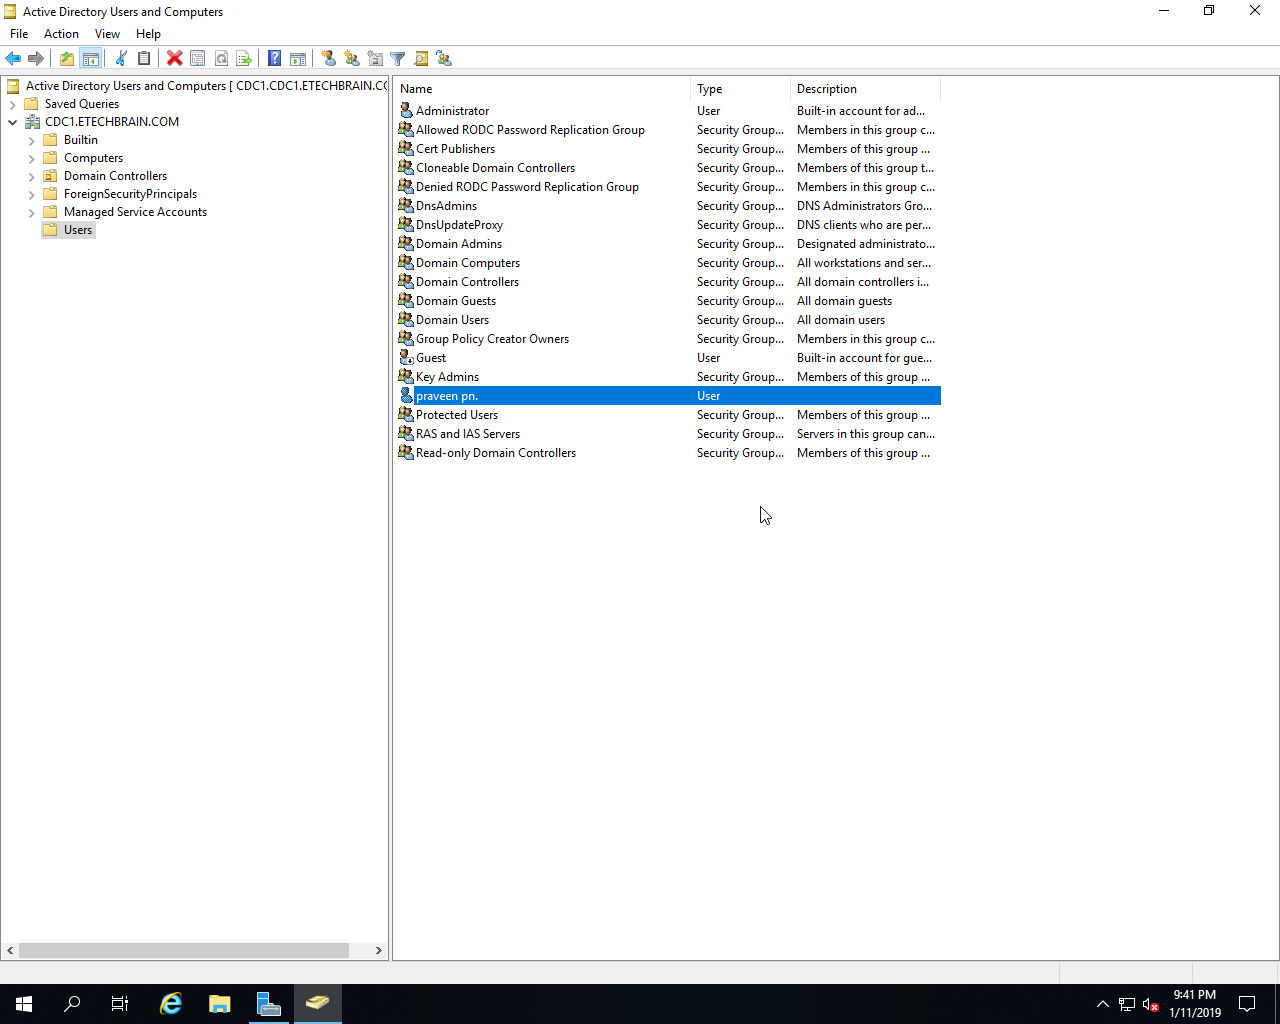 Active Directory Users and Computers
File Action View Help
Active Directory Users and Computers [ CDC1.CDC1.ETECHBRAIN.CO
Saved Queries
CDC1.ETECHBRAIN.COM
Builtin
Computers
Domain Controllers
ForeignSecurityPrincipals
Managed Service Accounts
Users
Name Type Description
Administrator User Built-in account for ad...
Allowed RODC Password Replication Group Security Group... Members in this group c...
Cert Publishers Security Group... Members of this group ...
Cloneable Domain Controllers Security Group... Members of this group t...
Denied RODC Password Replication Group Security Group... Members in this group c...
DnsAdmins Security Group... DNS Administrators Gro...
DnsUpdateProxy Security Group... DNS clients who are per...
Domain Admins Security Group... Designated administrato...
Domain Computers Security Group... All workstations and ser...
Domain Controllers Security Group... All domain controllers i...
Domain Guests Security Group... All domain guests
Domain Users Security Group... All domain users
Group Policy Creator Owners Security Group... Members in this group c...
Guest User Built-in account for gue...
Key Admins Security Group... Members of this group ...
praveen pn. User
Protected Users Security Group... Members of this group ...
RAS and IAS Servers Security Group... Servers in this group can...
Read-only Domain Controllers Security Group... Members of this group ...
9:41 PM
1/11/2019